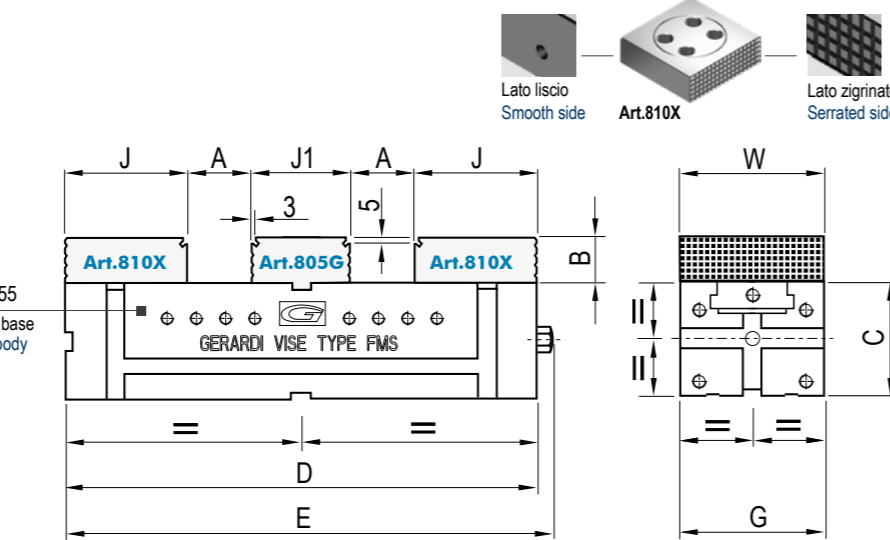 Lato liscio
Smooth side
Art.810X
Lato zigrinat
Serrated side
J A J1 A J
3 5
Art.810X Art.805G Art.810X
B
55
base
body
G
GERARDI VISE TYPE FMS
= =
D
E
W
= =
C
= =
G